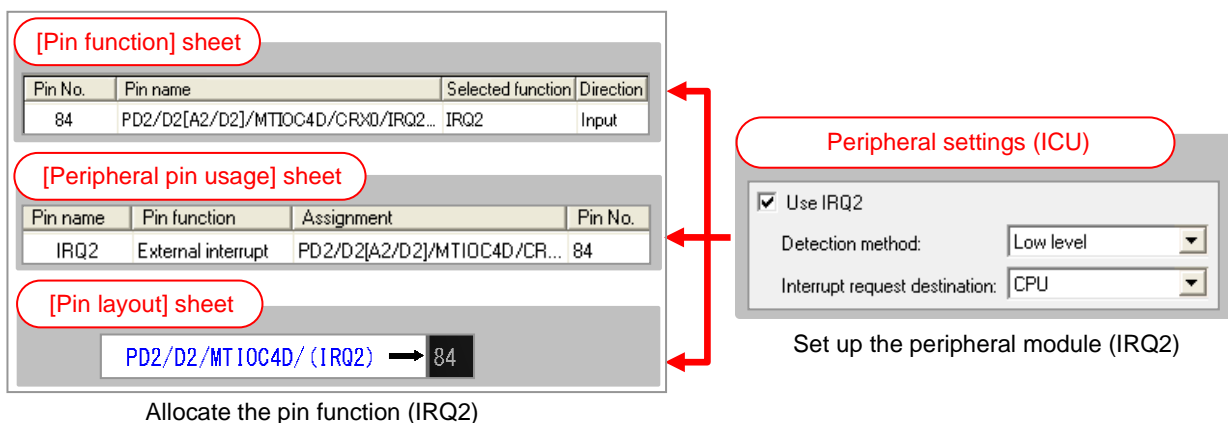 [Pin function] sheet
Pin No. Pin name Selected function Direction
84 PD2/D2[A2/D2]/MTIOC4D/CRX0/IRQ2... IRQ2 Input
[Peripheral pin usage] sheet
Pin name Pin function Assignment Pin No.
IRQ2 External interrupt PD2/D2[A2/D2]/MTIOC4D/CR... 84
[Pin layout] sheet
PD2/D2/MTIOC4D/(IRQ2) → 84
Allocate the pin function (IRQ2)
Peripheral settings (ICU)
Use IRQ2
Detection method: Low level
Interrupt request destination: CPU
Set up the peripheral module (IRQ2)